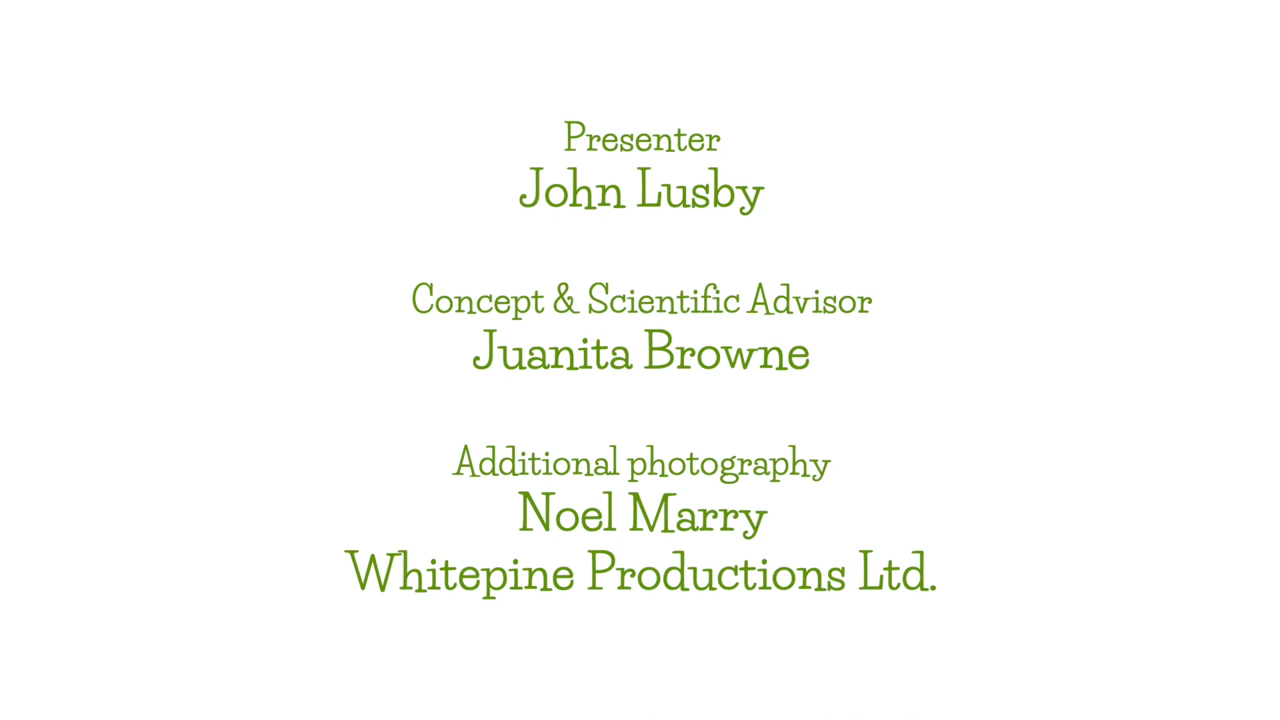 Presenter
John Lusby
Concept & Scientific Advisor
Juanita Browne
Additional photography
Noel Marry
Whitepine Productions Ltd.